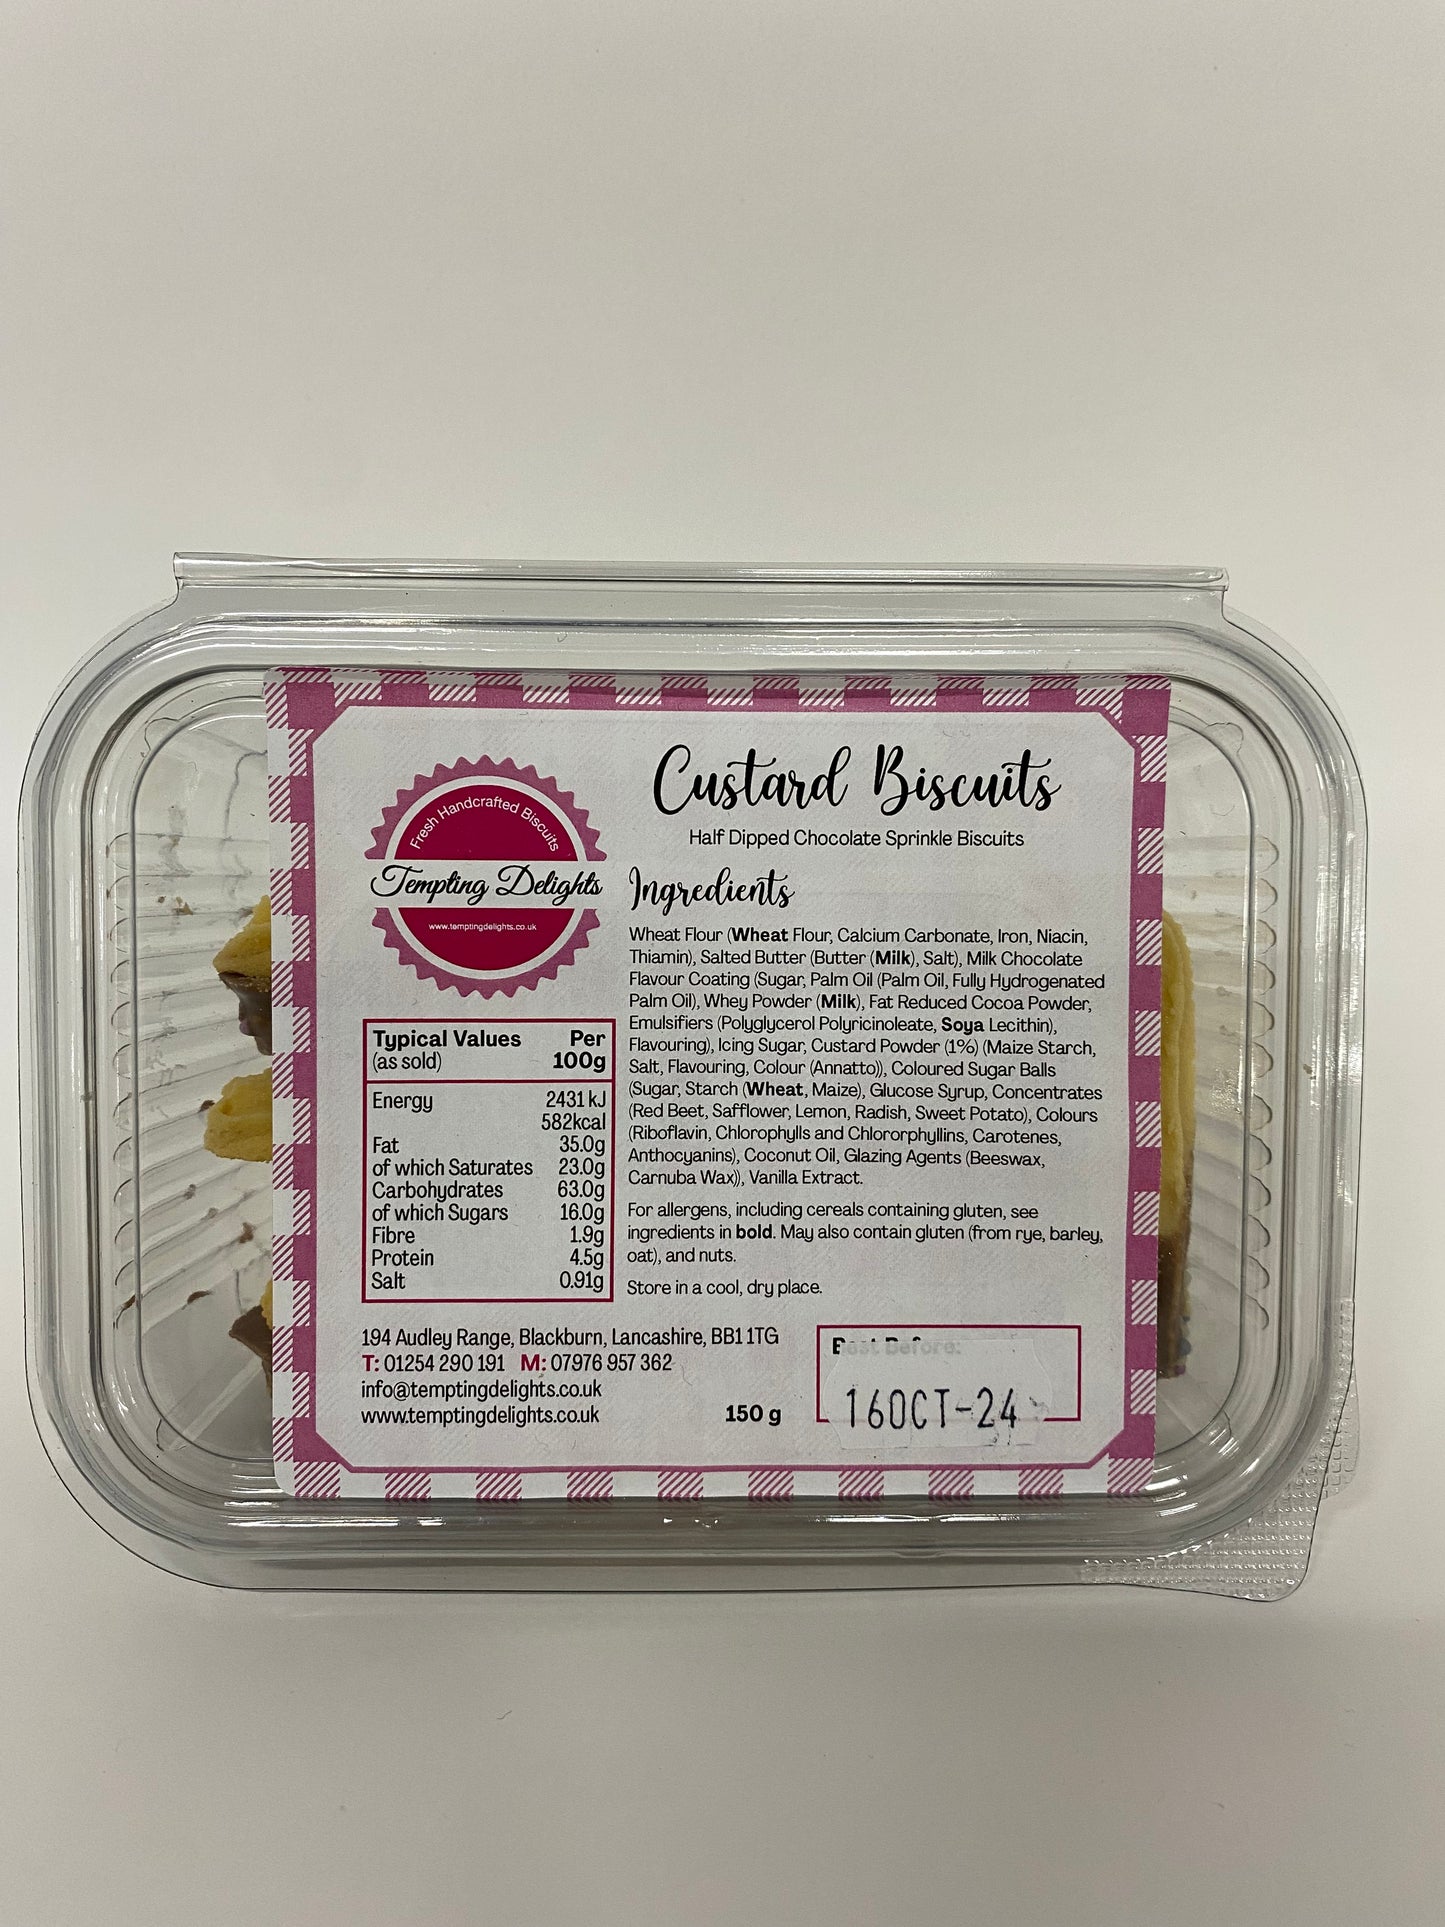 Fresh Handcrafted Biscuits
Tempting Delights
www.temptingdelights.co.uk
Custard Biscuits
Half Dipped Chocolate Sprinkle Biscuits
Ingredients
Wheat Flour (Wheat Flour, Calcium Carbonate, Iron, Niacin,
Thiamin), Salted Butter (Butter (Milk), Salt), Milk Chocolate
Flavour Coating (Sugar, Palm Oil (Palm Oil, Fully Hydrogenated
Palm Oil), Whey Powder (Milk), Fat Reduced Cocoa Powder,
Emulsifiers (Polyglycerol Polyricinoleate, Soya Lecithin),
Flavouring), Icing Sugar, Custard Powder (1%) (Maize Starch,
Salt, Flavouring, Colour (Annatto)), Coloured Sugar Balls
(Sugar, Starch (Wheat, Maize), Glucose Syrup, Concentrates
(Red Beet, Safflower, Lemon, Radish, Sweet Potato), Colours
(Riboflavin, Chlorophylls and Chlororphyllins, Carotenes,
Anthocyanins), Coconut Oil, Glazing Agents (Beeswax,
Carnuba Wax)), Vanilla Extract.
For allergens, including cereals containing gluten, see
ingredients in bold. May also contain gluten (from rye, barley,
oat), and nuts.
Store in a cool, dry place.
Typical Values Per
(as sold) 100g
Energy 2431 kJ
582kcal
Fat 35.0g
of which Saturates 23.0g
Carbohydrates 63.0g
of which Sugars 16.0g
Fibre 1.9g
Protein 4.5g
Salt 0.91g
194 Audley Range, Blackburn, Lancashire, BB1 1TG
T: 01254 290 191 M: 07976 957 362
info@temptingdelights.co.uk
www.temptingdelights.co.uk
150 g
Best Before:
16OCT-24